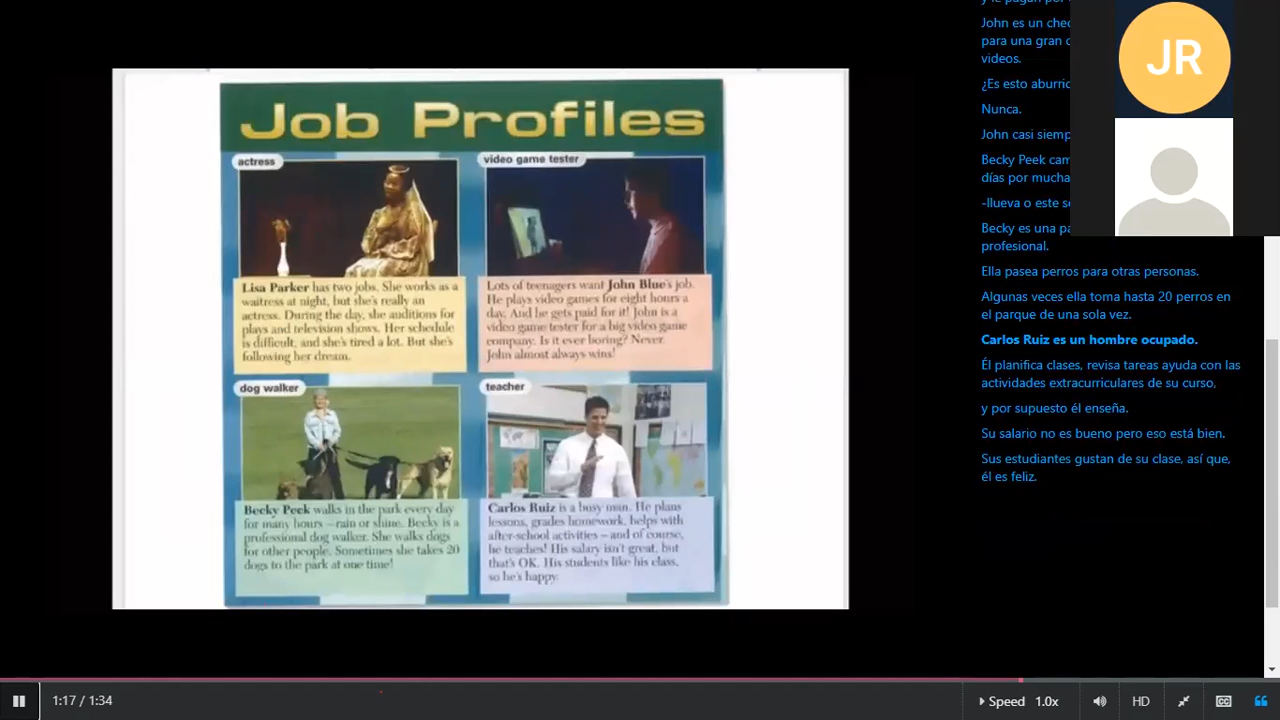 Job Profiles
actress
Lisa Parker has two jobs. She works as a
waitress at night, but she's really an
actress. During the day, she auditions for
plays and television shows. Her schedule
is difficult, and she's tired a lot. But she's
following her dream.
video game tester
Lots of teenagers want John Blue's job.
He plays video games for eight hours a
day. And he gets paid for it! John is a
video game tester for a big video game
company. Is it ever boring? Never.
John almost always wins!
dog walker
Becky Peek walks in the park every day
for many hours – rain or shine. Becky is a
professional dog walker. She walks dogs
for other people. Sometimes she takes 20
dogs to the park at one time!
teacher
Carlos Ruiz is a busy man. He plans
lessons, grades homework, helps with
after-school activities – and of course,
he teaches! His salary isn't great, but
that's OK. His students like his class,
so he's happy.
John es un
para una gran
videos.
¿Es esto
Nunca.
John casi
Becky Peek
días por
-llueva o este
Becky es una
profesional.
Ella pasea perros para otras personas.
Algunas veces ella toma hasta 20 perros en
el parque de una sola vez.
Carlos Ruiz es un hombre ocupado.
Él planifica clases, revisa tareas ayuda con las
actividades extracurriculares de su curso,
y por supuesto él enseña.
Su salario no es bueno pero eso está bien.
Sus estudiantes gustan de su clase, así que,
él es feliz.
JR
1:17 / 1:34
Speed 1.0x
HD
CC